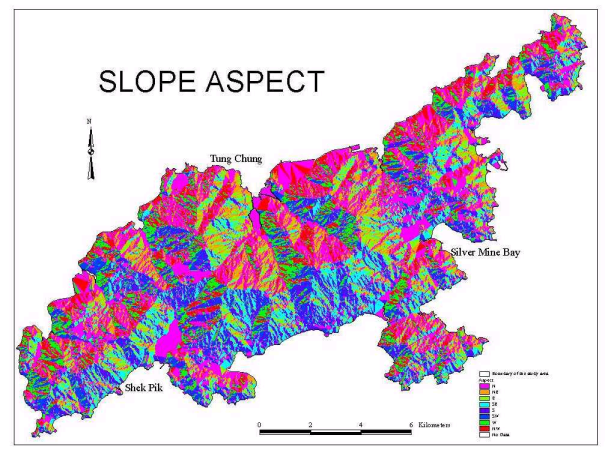 SLOPE ASPECT
N
Tung Chung
Silver Mine Bay
Shek Pik
Boundary of the study area
Aspect
N
NE
E
SE
S
SW
W
NW
No Data
0 2 4 6 Kilometers